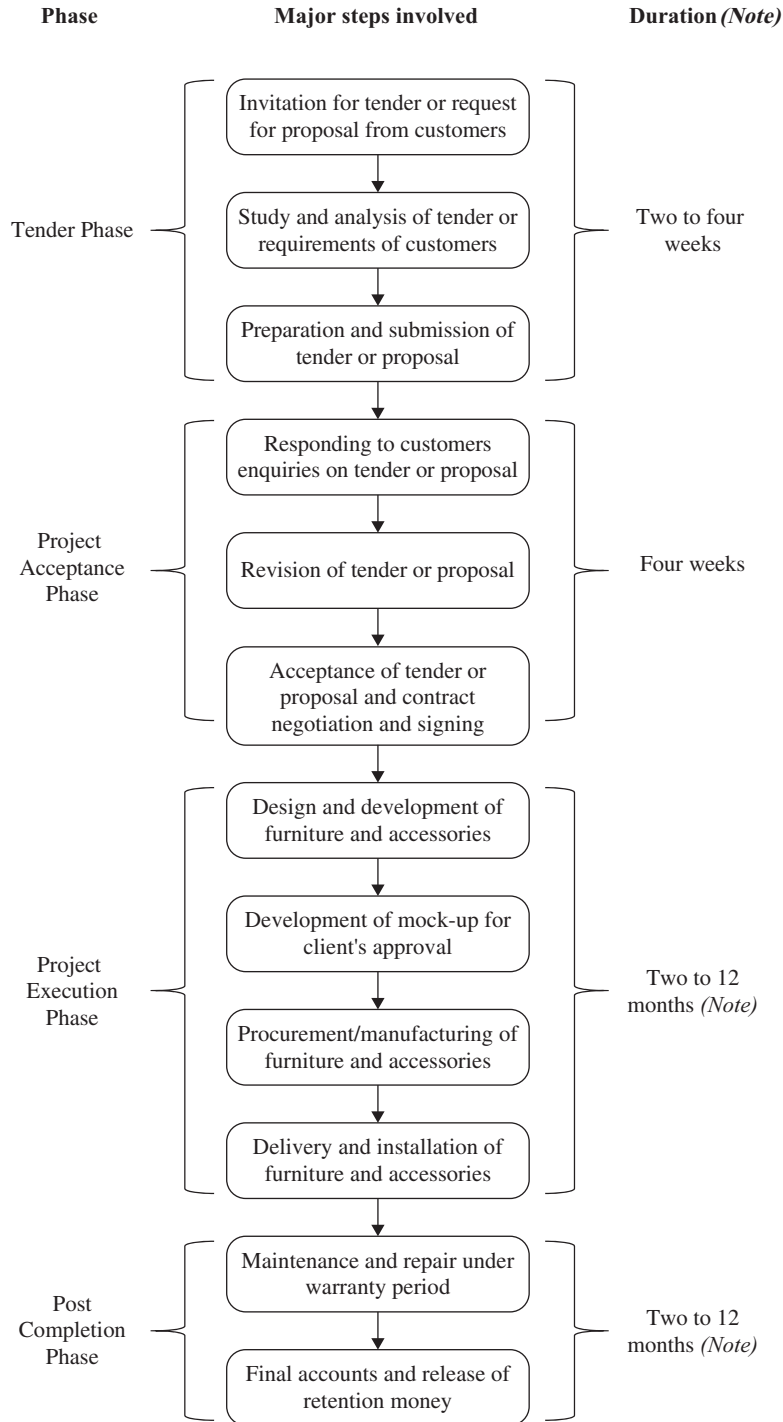 Phase Major steps involved Duration (Note)
Invitation for tender or request
for proposal from customers
Tender Phase
Study and analysis of tender or
requirements of customers
Two to four
weeks
Preparation and submission of
tender or proposal
Responding to customers
enquiries on tender or proposal
Project
Acceptance
Phase
Revision of tender or proposal
Four weeks
Acceptance of tender or
proposal and contract
negotiation and signing
Design and development of
furniture and accessories
Development of mock-up for
client's approval
Project
Execution
Phase
Two to 12
months (Note)
Procurement/manufacturing of
furniture and accessories
Delivery and installation of
furniture and accessories
Maintenance and repair under
warranty period
Post
Completion
Phase
Two to 12
months (Note)
Final accounts and release of
retention money